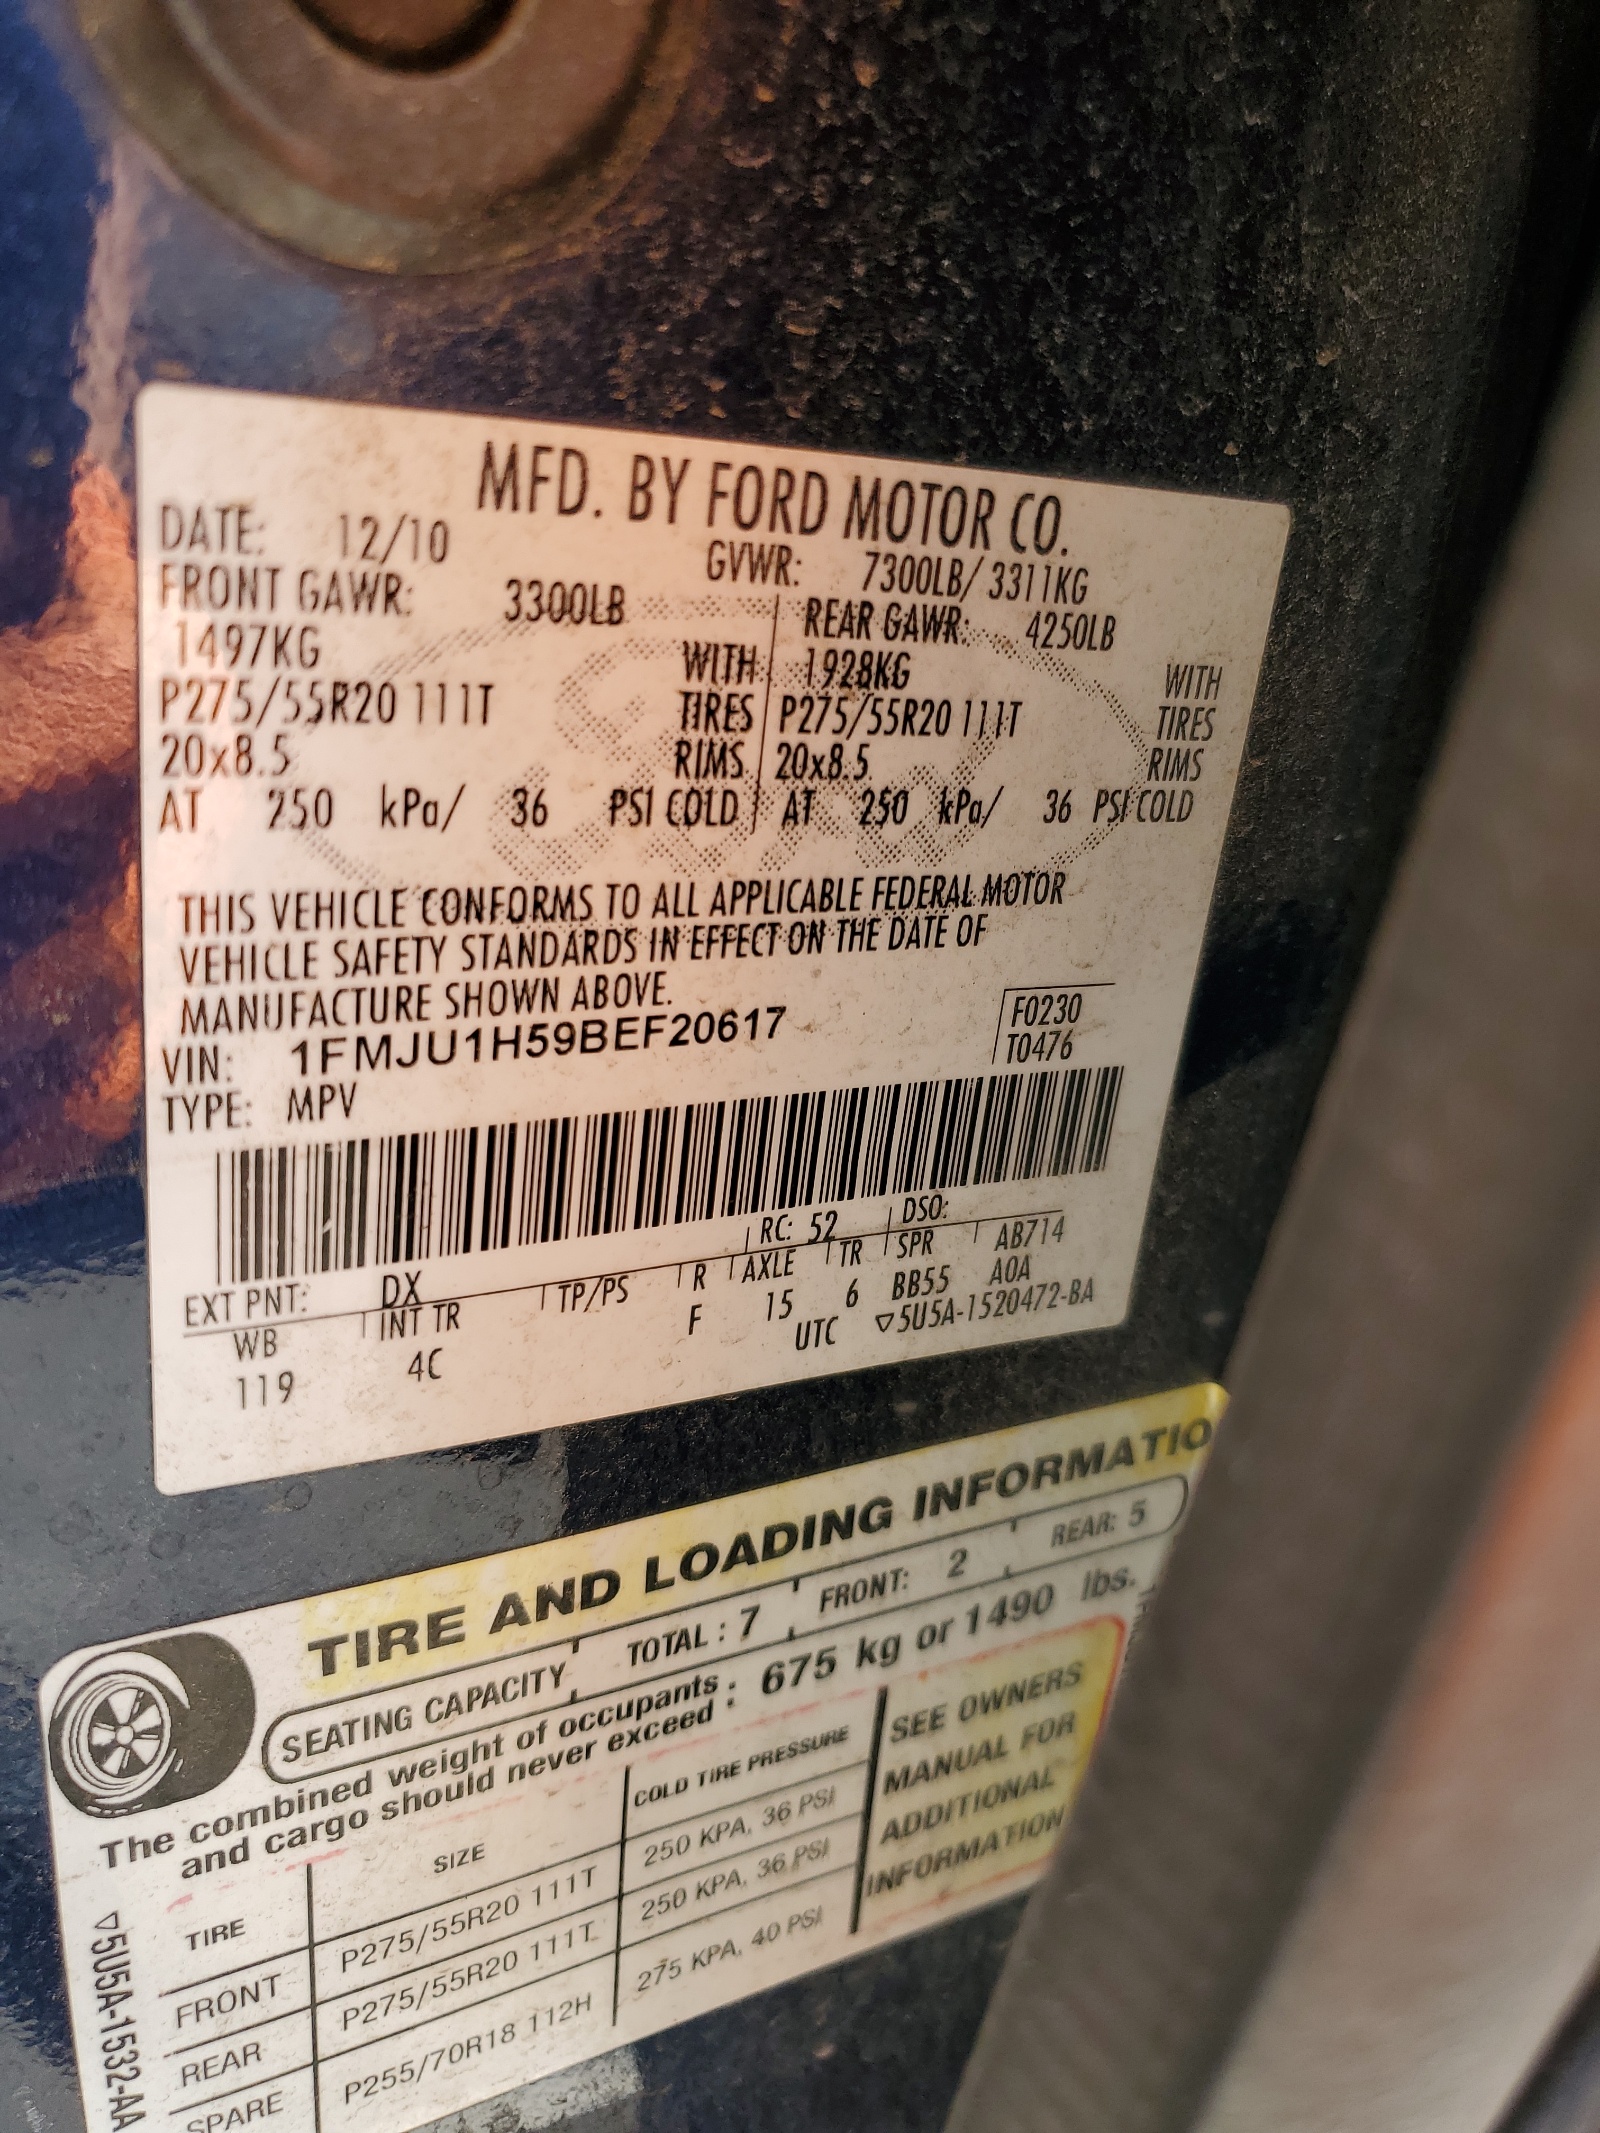 MFD. BY FORD MOTOR CO.
DATE: 12/10 GVWR: 7300LB/ 3311KG
FRONT GAWR: 3300LB REAR GAWR: 4250LB
1497KG WITH 1928KG WITH
P275/55R20 111T TIRES P275/55R20 111T TIRES
20x8.5 RIMS 20x8.5 RIMS
AT 250 kPa/ 36 PSI COLD AT 250 kPa/ 36 PSI COLD
THIS VEHICLE CONFORMS TO ALL APPLICABLE FEDERAL MOTOR
VEHICLE SAFETY STANDARDS IN EFFECT ON THE DATE OF
MANUFACTURE SHOWN ABOVE.
VIN: 1FMJU1H59BEF20617 F0230
TYPE: MPV T0476
EXT PNT: DX RC: 52 DSO:
WB INT TR TP/PS R AXLE TR SPR AB714
119 4C F 15 6 BB55 A0A
UTC ▽5U5A-1520472-BA
TIRE AND LOADING INFORMATIO
SEATING CAPACITY TOTAL : 7 FRONT: 2 REAR: 5
The combined weight of occupants : 675 kg or 1490 lbs.
and cargo should never exceed :
TIRE SIZE COLD TIRE PRESSURE
FRONT P275/55R20 111T 250 KPA, 36 PSI
REAR P275/55R20 111T 250 KPA, 36 PSI
SPARE P255/70R18 112H 275 KPA, 40 PSI
SEE OWNERS
MANUAL FOR
ADDITIONAL
INFORMATION
▽5U5A-1532-AA